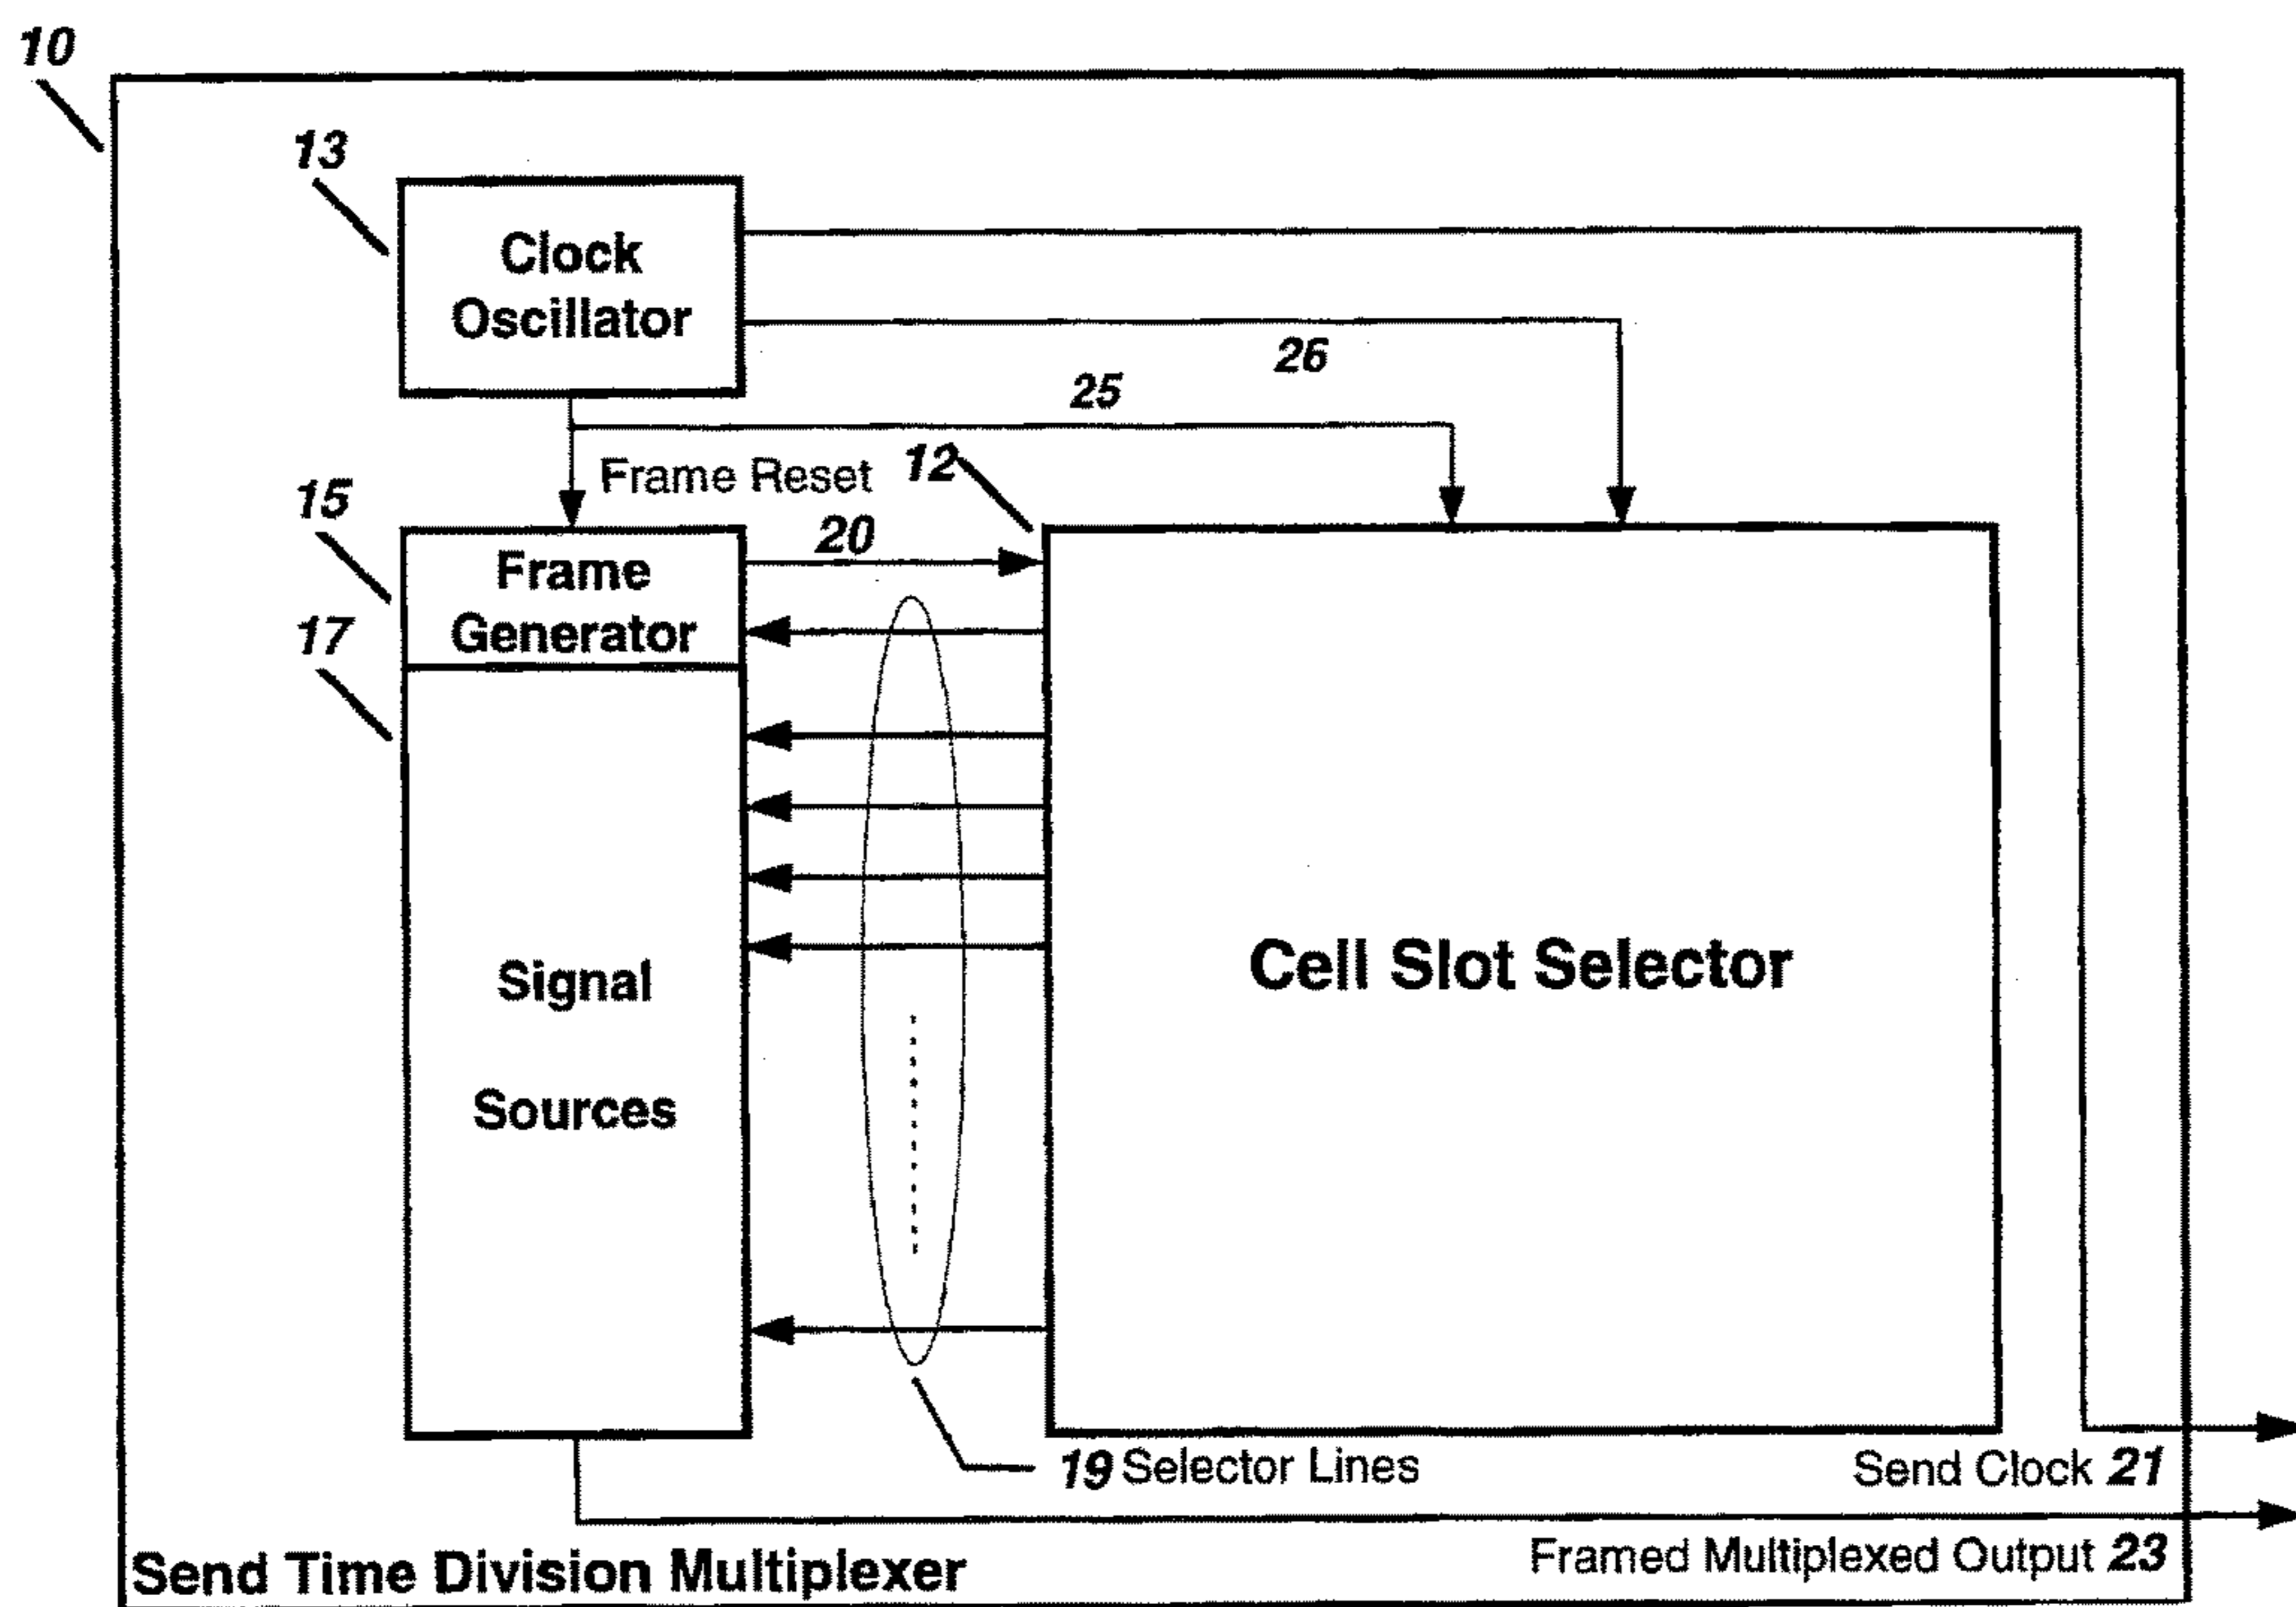 10
13
Clock
Oscillator
26
25
Frame Reset
12
15
20
Frame
Generator
17
Cell Slot Selector
Signal
Sources
19 Selector Lines
Send Clock 21
Framed Multiplexed Output 23
Send Time Division Multiplexer